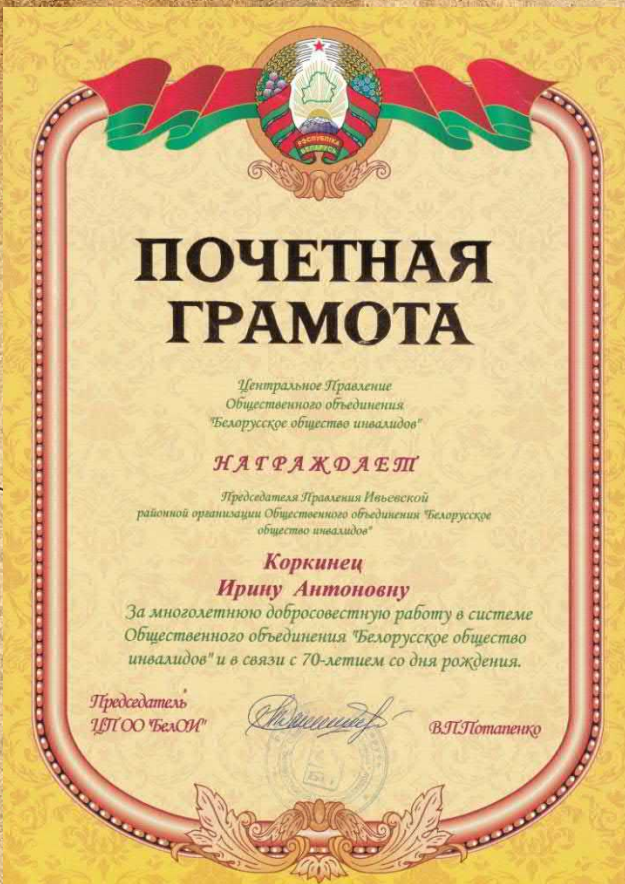 РЭСПУБЛІКА
БЕЛАРУСЬ
ПОЧЕТНАЯ
ГРАМОТА
Центральное Правление
Общественного объединения
"Белорусское общество инвалидов"
НАГРАЖДАЕТ
Председателя Правления Ивьевской
районной организации Общественного объединения "Белорусское
общество инвалидов"
Коркинец
Ирину Антоновну
За многолетнюю добросовестную работу в системе
Общественного объединения "Белорусское общество
инвалидов" и в связи с 70-летием со дня рождения.
Председатель
ЦП ОО "БелОИ"
В.П.Потапенко